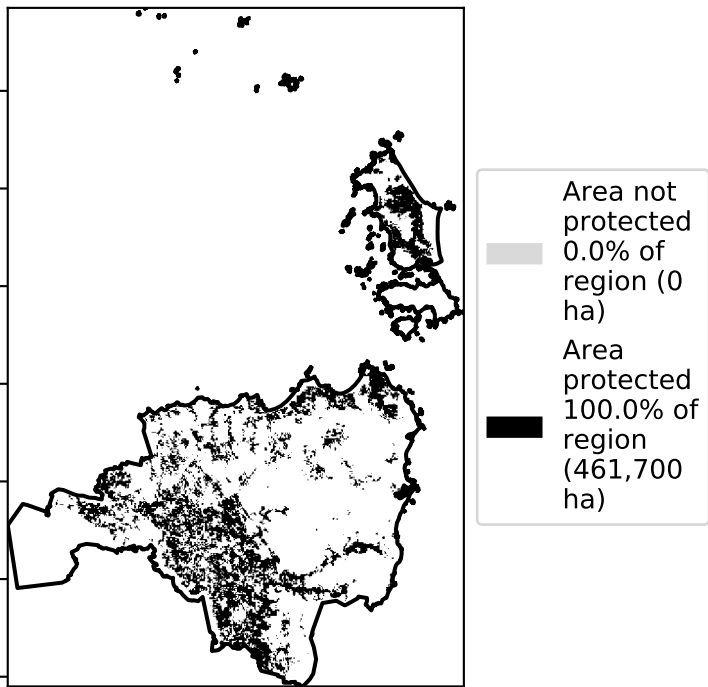 Area not
protected
0.0% of
region (0
ha)
Area
protected
100.0% of
region
(461,700
ha)